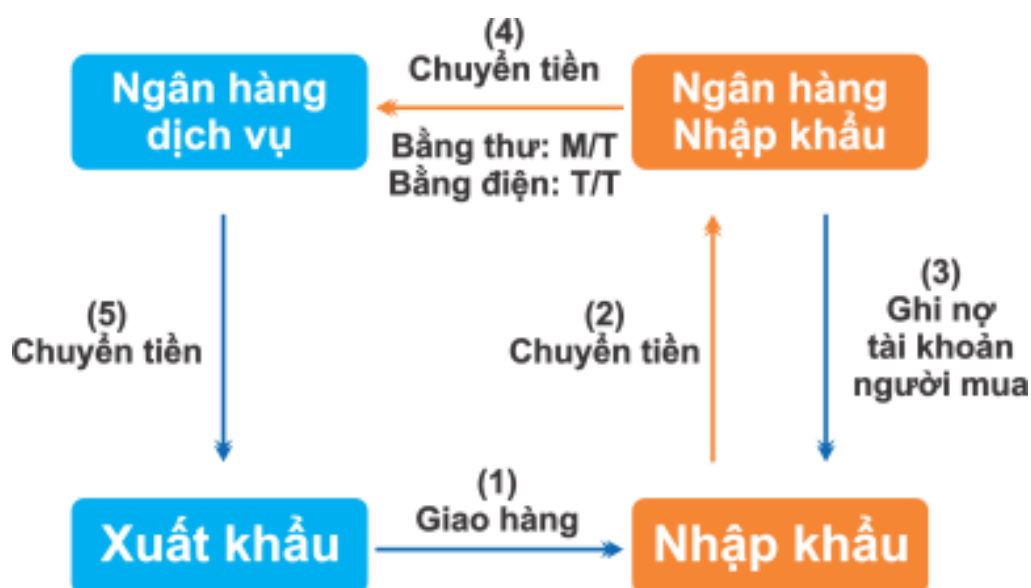 (4)
Chuyển tiền
Ngân hàng
dịch vụ
Ngân hàng
Nhập khẩu
Bằng thư: M/T
Bằng điện: T/T
(5)
Chuyển tiền
(2)
Chuyển tiền
(3)
Ghi nợ
tài khoản
người mua
(1)
Giao hàng
Xuất khẩu
Nhập khẩu